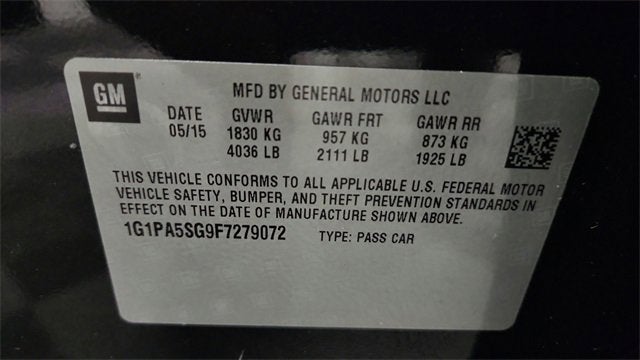 GM
MFD BY GENERAL MOTORS LLC
DATE GVWR GAWR FRT GAWR RR
05/15 1830 KG 957 KG 873 KG
4036 LB 2111 LB 1925 LB
THIS VEHICLE CONFORMS TO ALL APPLICABLE U.S. FEDERAL MOTOR
VEHICLE SAFETY, BUMPER, AND THEFT PREVENTION STANDARDS IN
EFFECT ON THE DATE OF MANUFACTURE SHOWN ABOVE.
1G1PA5SG9F7279072 TYPE: PASS CAR